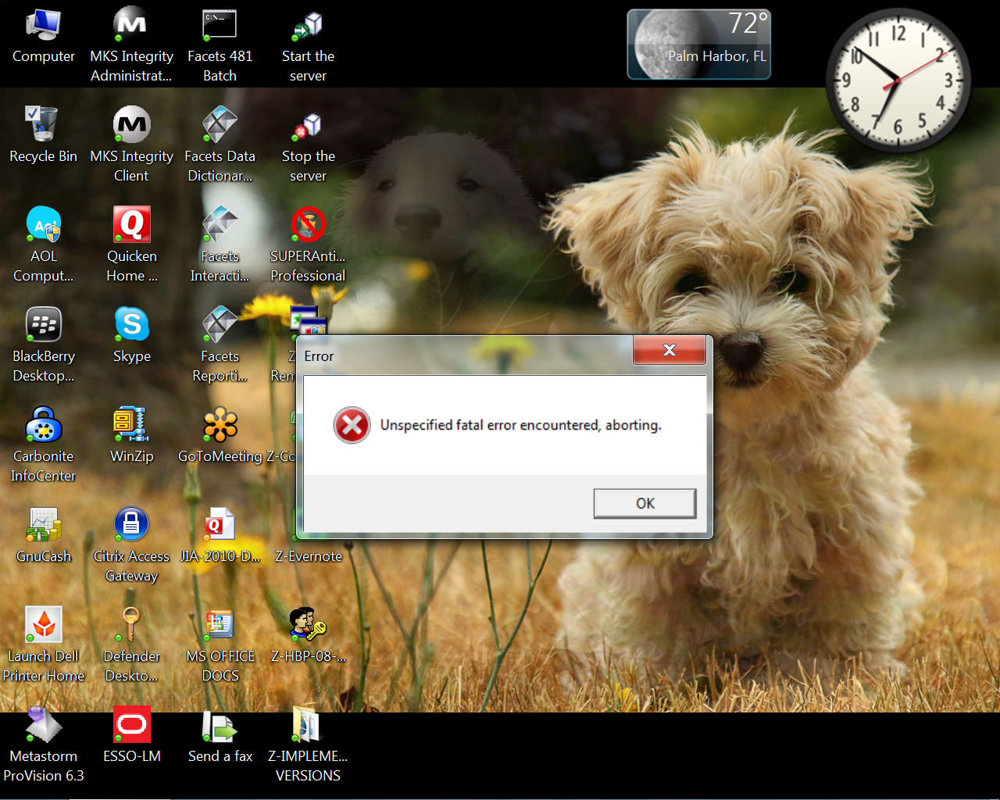 Computer
MKS Integrity
Administrat...
C:\>_
Facets 481
Batch
Start the
server
72°
Palm Harbor, FL
12
1
2
3
4
5
6
7
8
9
10
11
Recycle Bin
MKS Integrity
Client
Facets Data
Dictionar...
Stop the
server
AOL
Comput...
Quicken
Home ...
Facets
Interacti...
SUPERAnti...
Professional
BlackBerry
Desktop...
Skype
Facets
Reporti...
Error
Unspecified fatal error encountered, aborting.
OK
Carbonite
InfoCenter
WinZip
GoToMeeting
Z-Co
GnuCash
Citrix Access
Gateway
JIA-2010-D...
Z-Evernote
Launch Dell
Printer Home
Defender
Deskto...
MS OFFICE
DOCS
Z-HBP-08-...
Metastorm
ProVision 6.3
ESSO-LM
Send a fax
Z-IMPLEME...
VERSIONS